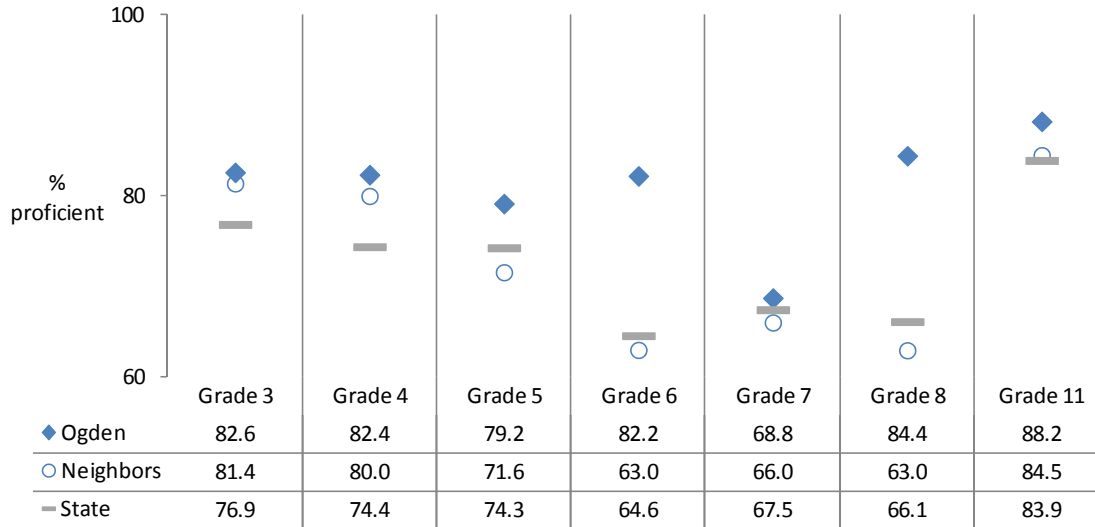 100
80
60
%
proficient
Grade 3 Grade 4 Grade 5 Grade 6 Grade 7 Grade 8 Grade 11
Ogden 82.6 82.4 79.2 82.2 68.8 84.4 88.2
Neighbors 81.4 80.0 71.6 63.0 66.0 63.0 84.5
State 76.9 74.4 74.3 64.6 67.5 66.1 83.9